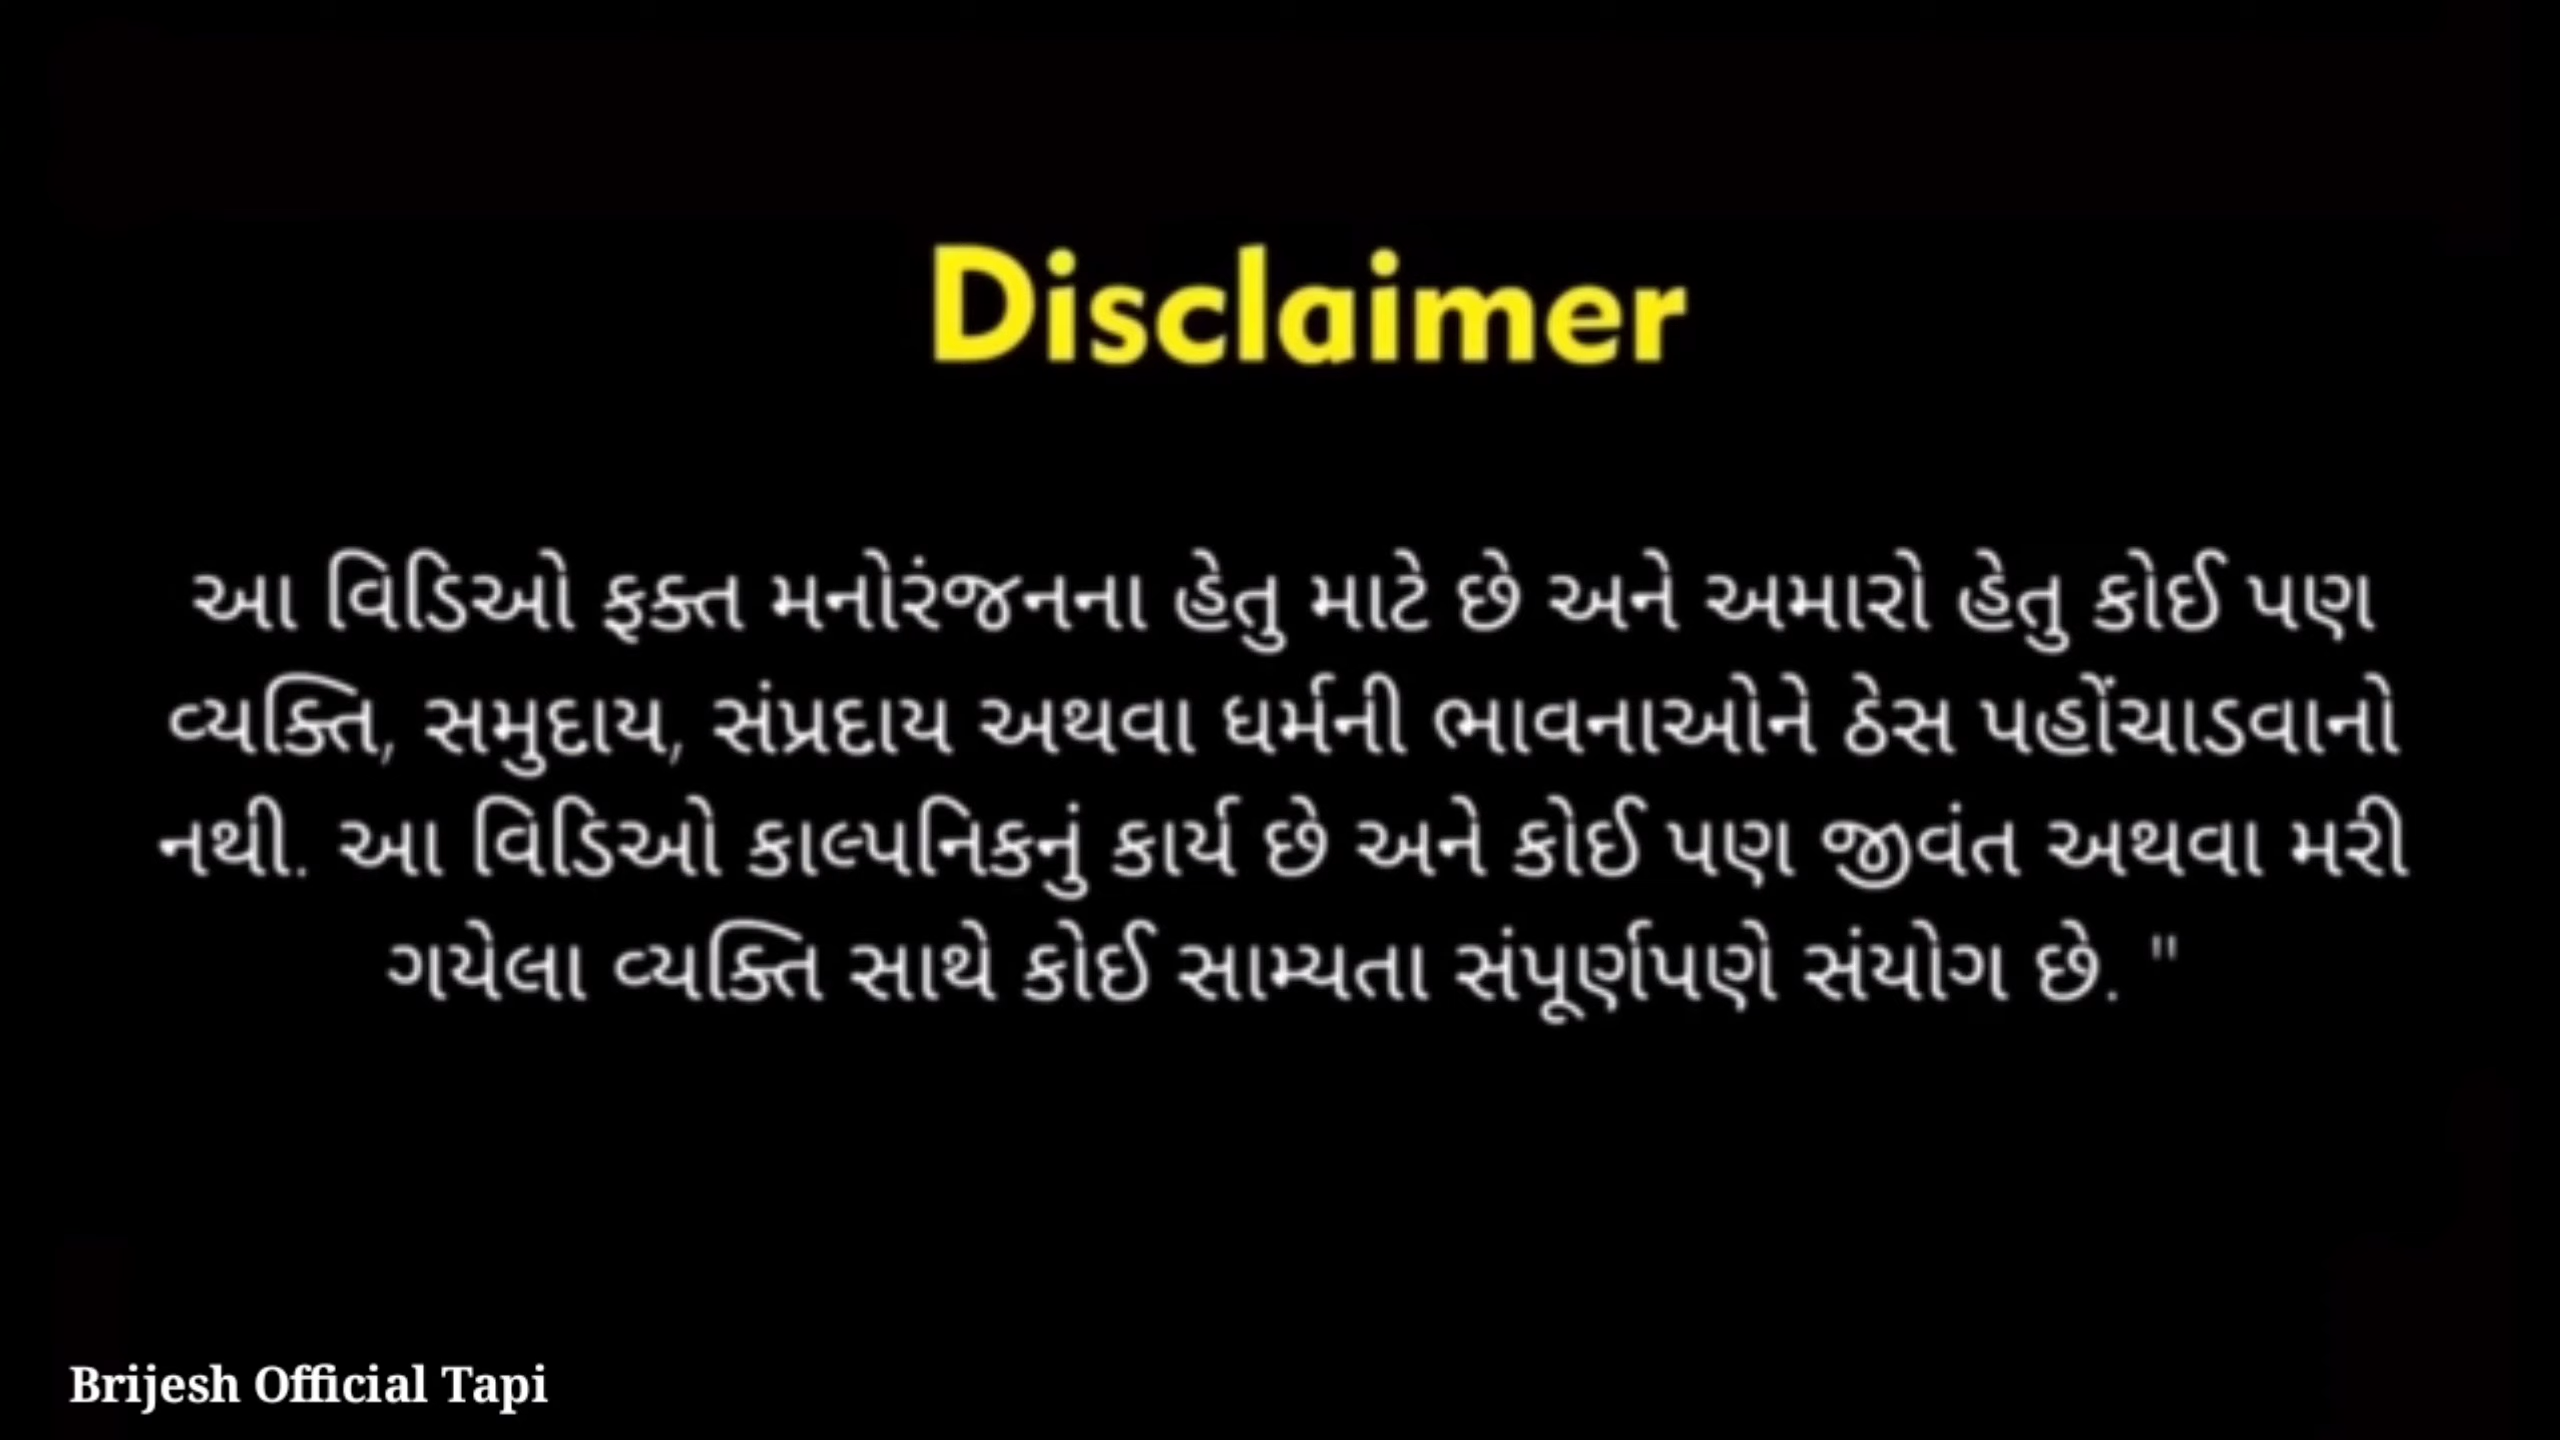 Disclaimer
આ વિડિઓ ફક્ત મનોરંજનના હેતુ માટે છે અને અમારો હેતુ કોઈ પણ
વ્યક્તિ, સમુદાય, સંપ્રદાય અથવા ધર્મની ભાવનાઓને ઠેસ પહોંચાડવાનો
નથી. આ વિડિઓ કાલ્પનિકનું કાર્ય છે અને કોઈ પણ જીવંત અથવા મરી
ગયેલા વ્યક્તિ સાથે કોઈ સામ્યતા સંપૂર્ણપણે સંયોગ છે. "
Brijesh Official Tapi